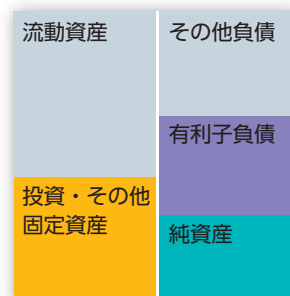 流動資産
投資・その他
固定資産
その他負債
有利子負債
純資産